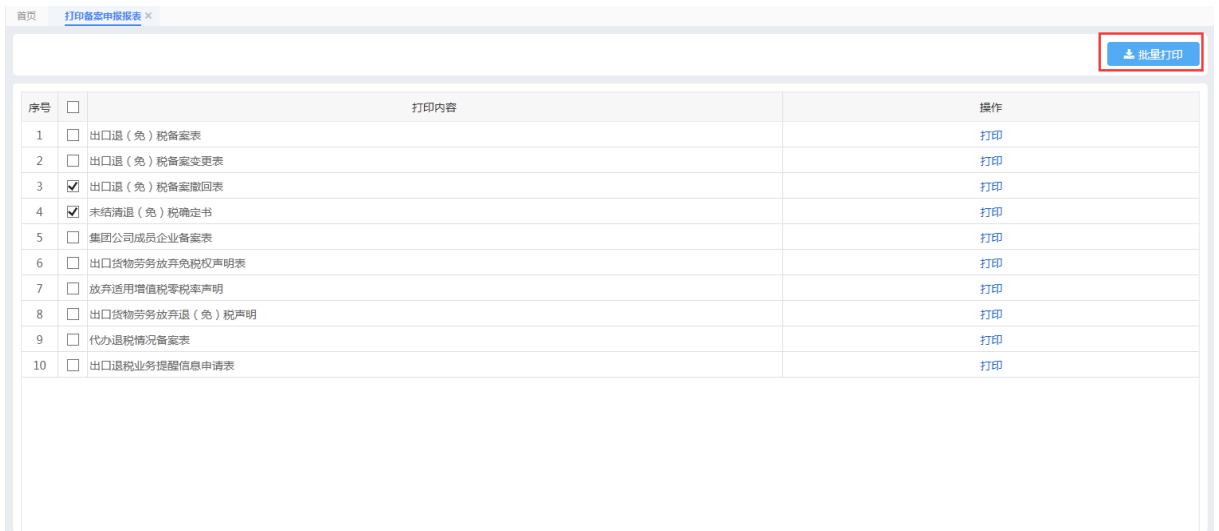 首页 打印备案申报报表 ×
批量打印
序号 打印内容 操作
1 出口退（免）税备案表 打印
2 出口退（免）税备案变更表 打印
3 出口退（免）税备案撤回表 打印
4 未结清退（免）税确定书 打印
5 集团公司成员企业备案表 打印
6 出口货物劳务放弃免税权声明表 打印
7 放弃适用增值税零税率声明 打印
8 出口货物劳务放弃退（免）税声明 打印
9 代办退税情况备案表 打印
10 出口退税业务提醒信息申请表 打印